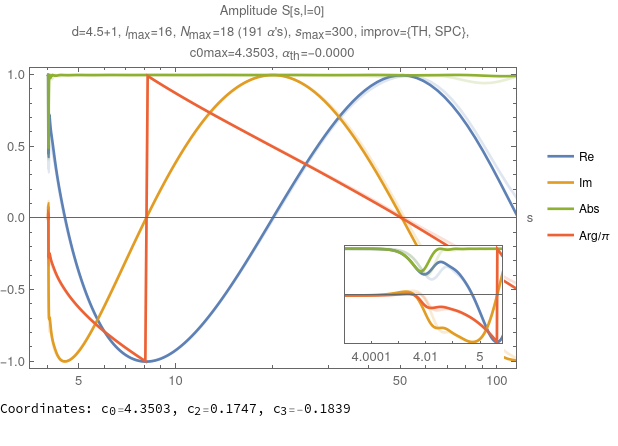 Amplitude S[s,l=0]
d=4.5+1, lmax=16, Nmax=18 (191 α's), smax=300, improv={TH, SPC},
c0max=4.3503, αth=−0.0000
1.0
0.5
0.0
−0.5
−1.0
5
10
50
100
s
Re
Im
Abs
Arg/π
4.0001
4.01
5
Coordinates: c0=4.3503, c2=0.1747, c3=−0.1839